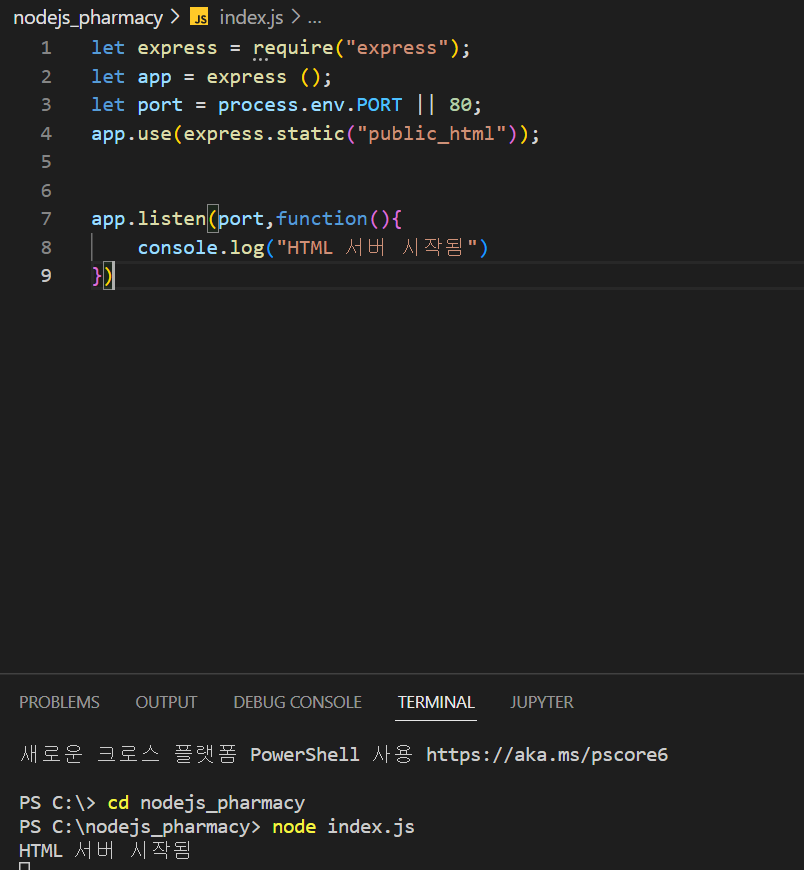 nodejs_pharmacy > JS index.js > ...
1 let express = require("express");
2 let app = express ();
3 let port = process.env.PORT || 80;
4 app.use(express.static("public_html"));
5
6
7 app.listen(port,function(){
8     console.log("HTML 서버 시작됨")
9 })
PROBLEMS OUTPUT DEBUG CONSOLE TERMINAL JUPYTER
새로운 크로스 플랫폼 PowerShell 사용 https://aka.ms/pscore6
PS C:\> cd nodejs_pharmacy
PS C:\nodejs_pharmacy> node index.js
HTML 서버 시작됨